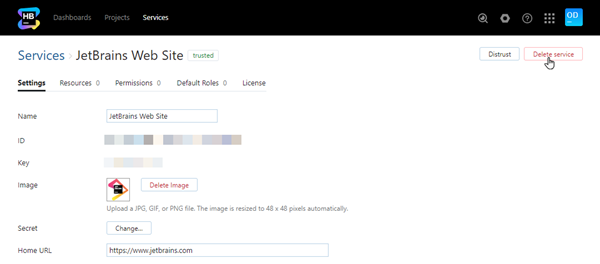 HB Dashboards Projects Services OD
Services › JetBrains Web Site trusted Distrust Delete service
Settings Resources 0 Permissions 0 Default Roles 0 License
Name JetBrains Web Site
ID
Key
Image Delete Image
Upload a JPG, GIF, or PNG file. The image is resized to 48 x 48 pixels automatically.
Secret Change...
Home URL https://www.jetbrains.com